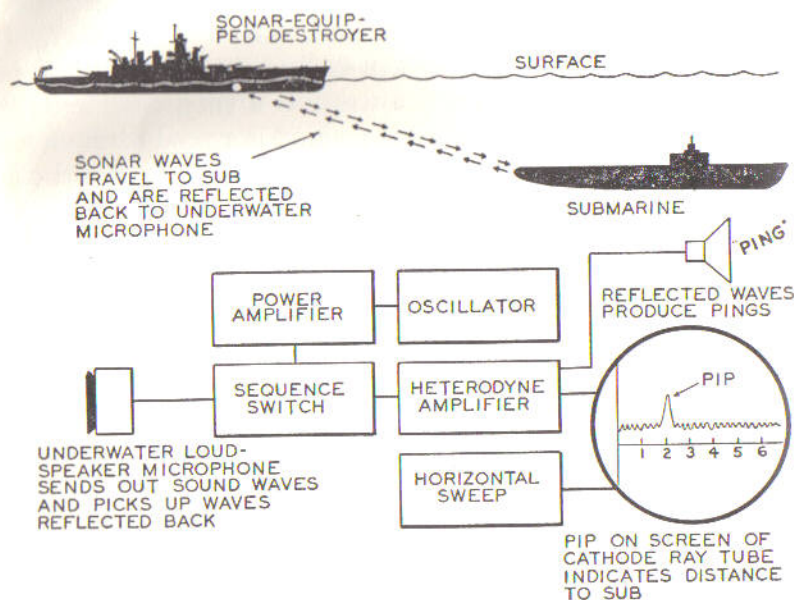 SONAR-EQUIP-
PED DESTROYER
SURFACE
SONAR WAVES
TRAVEL TO SUB
AND ARE REFLECTED
BACK TO UNDERWATER
MICROPHONE
SUBMARINE
"PING"
REFLECTED WAVES
PRODUCE PINGS
POWER
AMPLIFIER
OSCILLATOR
SEQUENCE
SWITCH
HETERODYNE
AMPLIFIER
PIP
1 2 3 4 5 6
UNDERWATER LOUD-
SPEAKER MICROPHONE
SENDS OUT SOUND WAVES
AND PICKS UP WAVES
REFLECTED BACK
HORIZONTAL
SWEEP
PIP ON SCREEN OF
CATHODE RAY TUBE
INDICATES DISTANCE
TO SUB